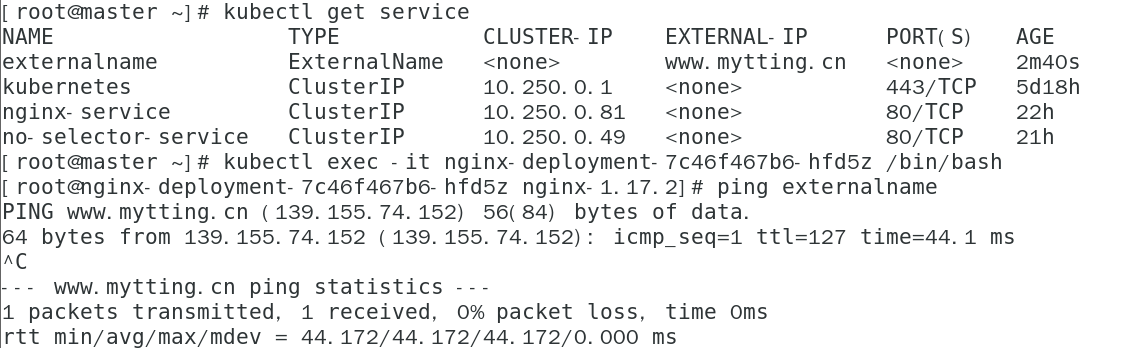 [root@master ~]# kubectl get service
NAME TYPE CLUSTER-IP EXTERNAL-IP PORT(S) AGE
externalname ExternalName <none> www.mytting.cn <none> 2m40s
kubernetes ClusterIP 10.250.0.1 <none> 443/TCP 5d18h
nginx-service ClusterIP 10.250.0.81 <none> 80/TCP 22h
no-selector-service ClusterIP 10.250.0.49 <none> 80/TCP 21h
[root@master ~]# kubectl exec -it nginx-deployment-7c46f467b6-hfd5z /bin/bash
[root@nginx-deployment-7c46f467b6-hfd5z nginx-1.17.2]# ping externalname
PING www.mytting.cn (139.155.74.152) 56(84) bytes of data.
64 bytes from 139.155.74.152 (139.155.74.152): icmp_seq=1 ttl=127 time=44.1 ms
^C
--- www.mytting.cn ping statistics ---
1 packets transmitted, 1 received, 0% packet loss, time 0ms
rtt min/avg/max/mdev = 44.172/44.172/44.172/0.000 ms